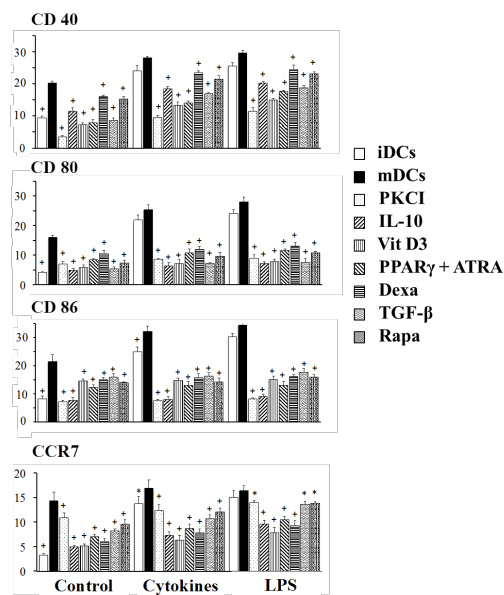 CD 40
30
20
10
0
+ + + + + + + + + + + + + + + + + + + + + + +
CD 80
30
20
10
0
+ + + + + + + + + + + + + + + + + + + + + +
CD 86
30
20
10
0
+ + + + + + + + + + + + + + + + + + + + + + +
CCR7
20
15
10
5
0
+ + + + + + + + * + + + + + + + * + + + + * *
Control Cytokines LPS
iDCs
mDCs
PKCI
IL-10
Vit D3
PPARγ + ATRA
Dexa
TGF-β
Rapa